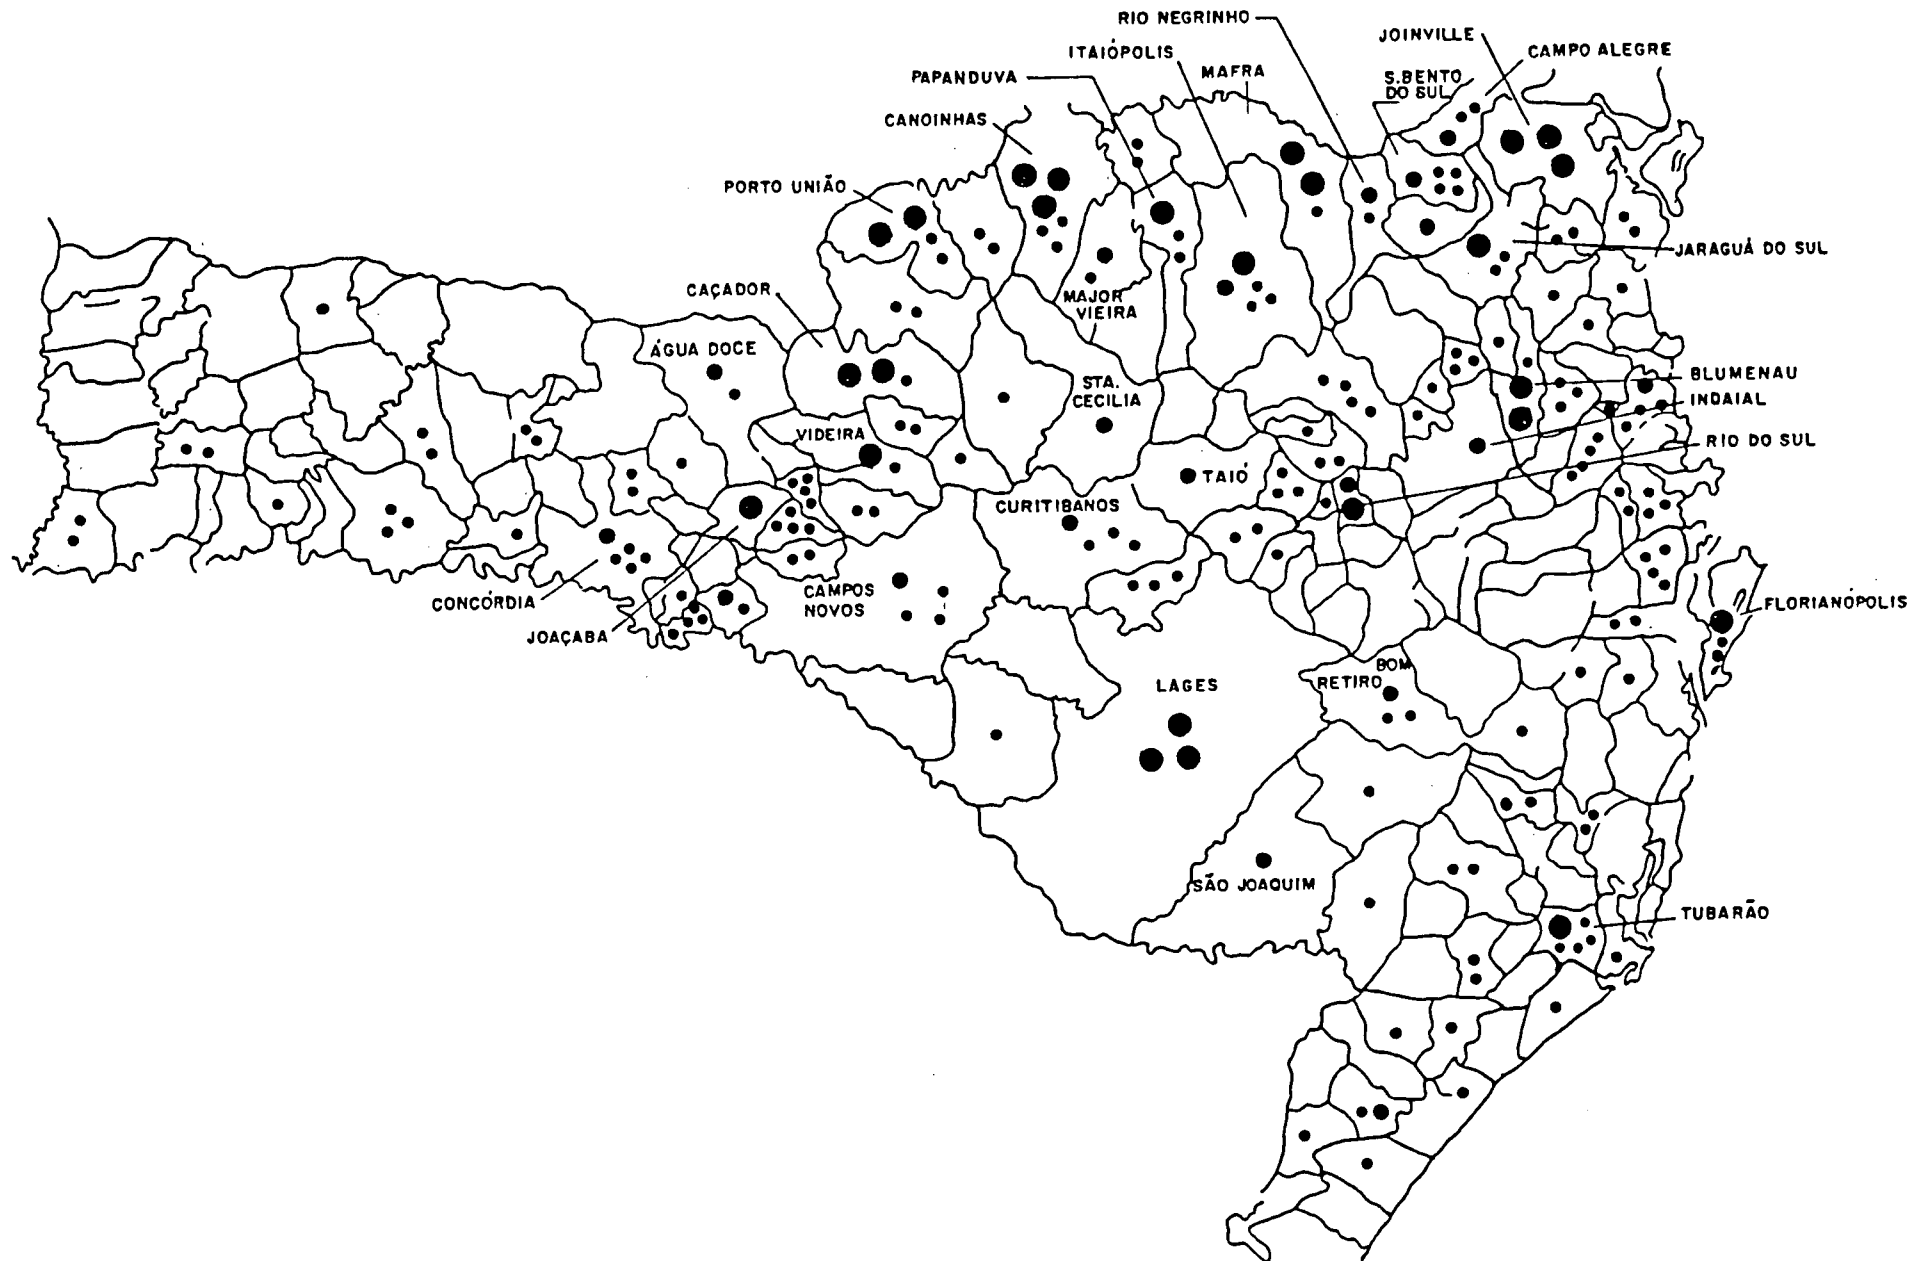 RIO NEGRINHO
JOINVILLE
CAMPO ALEGRE
ITAIÓPOLIS
MAFRA
S.BENTO
DO SUL
PAPANDUVA
CANOINHAS
PORTO UNIÃO
JARAGUÁ DO SUL
CAÇADOR
MAJOR
VIEIRA
ÁGUA DOCE
BLUMENAU
STA.
CECILIA
INDAIAL
VIDEIRA
RIO DO SUL
TAIÓ
CURITIBANOS
CAMPOS
NOVOS
CONCÓRDIA
FLORIANÓPOLIS
JOAÇABA
BOM
RETIRO
LAGES
SÃO JOAQUIM
TUBARÃO